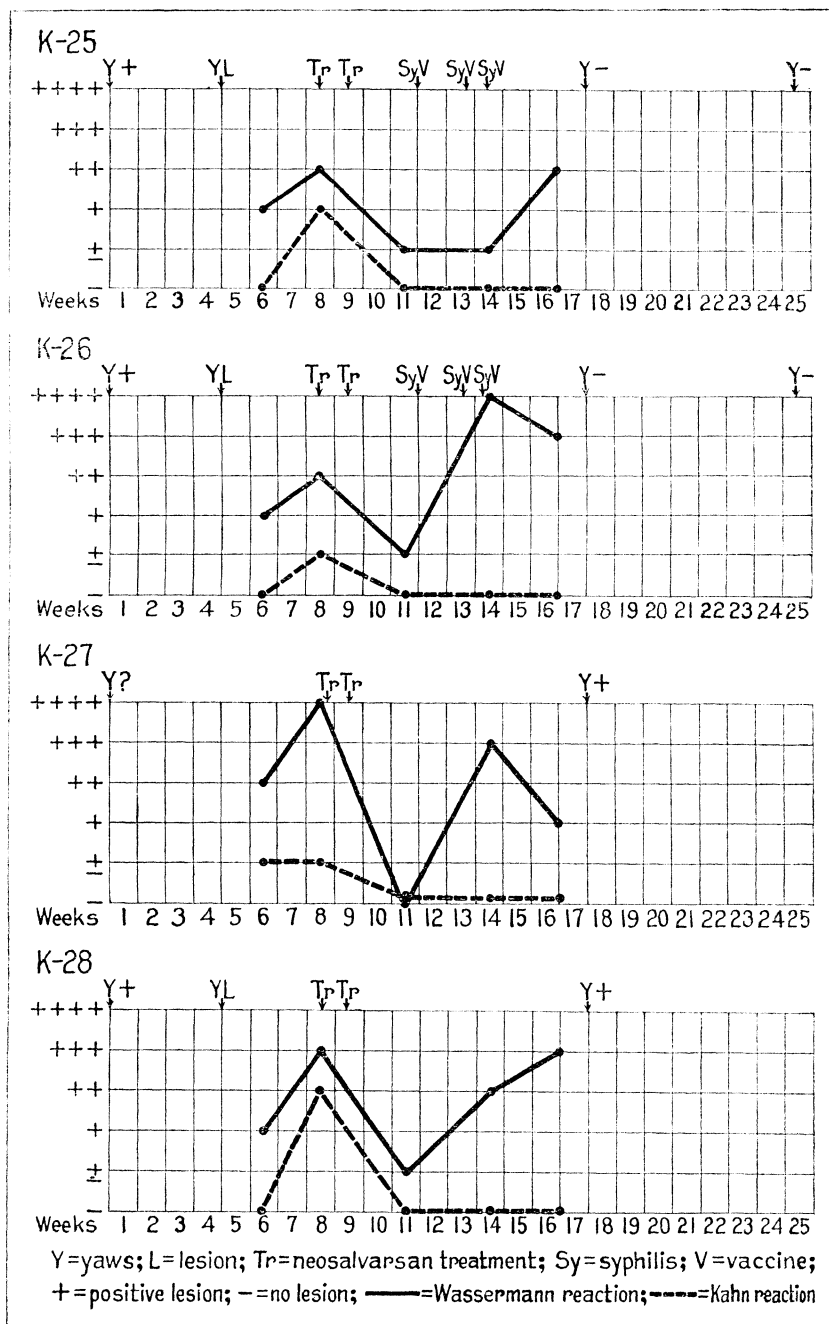 K-25
Y+ YL Tr Tr SyV SyV SyV Y- Y-
++++
+++
++
+
±
-
Weeks 1 2 3 4 5 6 7 8 9 10 11 12 13 14 15 16 17 18 19 20 21 22 23 24 25
K-26
Y+ YL Tr Tr SyV SyV SyV Y- Y-
++++
+++
++
+
±
-
Weeks 1 2 3 4 5 6 7 8 9 10 11 12 13 14 15 16 17 18 19 20 21 22 23 24 25
K-27
Y? Tr Tr Y+
++++
+++
++
+
±
-
Weeks 1 2 3 4 5 6 7 8 9 10 11 12 13 14 15 16 17 18 19 20 21 22 23 24 25
K-28
Y+ YL Tr Tr Y+
++++
+++
++
+
±
-
Weeks 1 2 3 4 5 6 7 8 9 10 11 12 13 14 15 16 17 18 19 20 21 22 23 24 25
Y=yaws; L=lesion; Tr=neosalvarsan treatment; Sy=syphilis; V=vaccine;
+=positive lesion; -=no lesion; =Wassermann reaction; =Kahn reaction